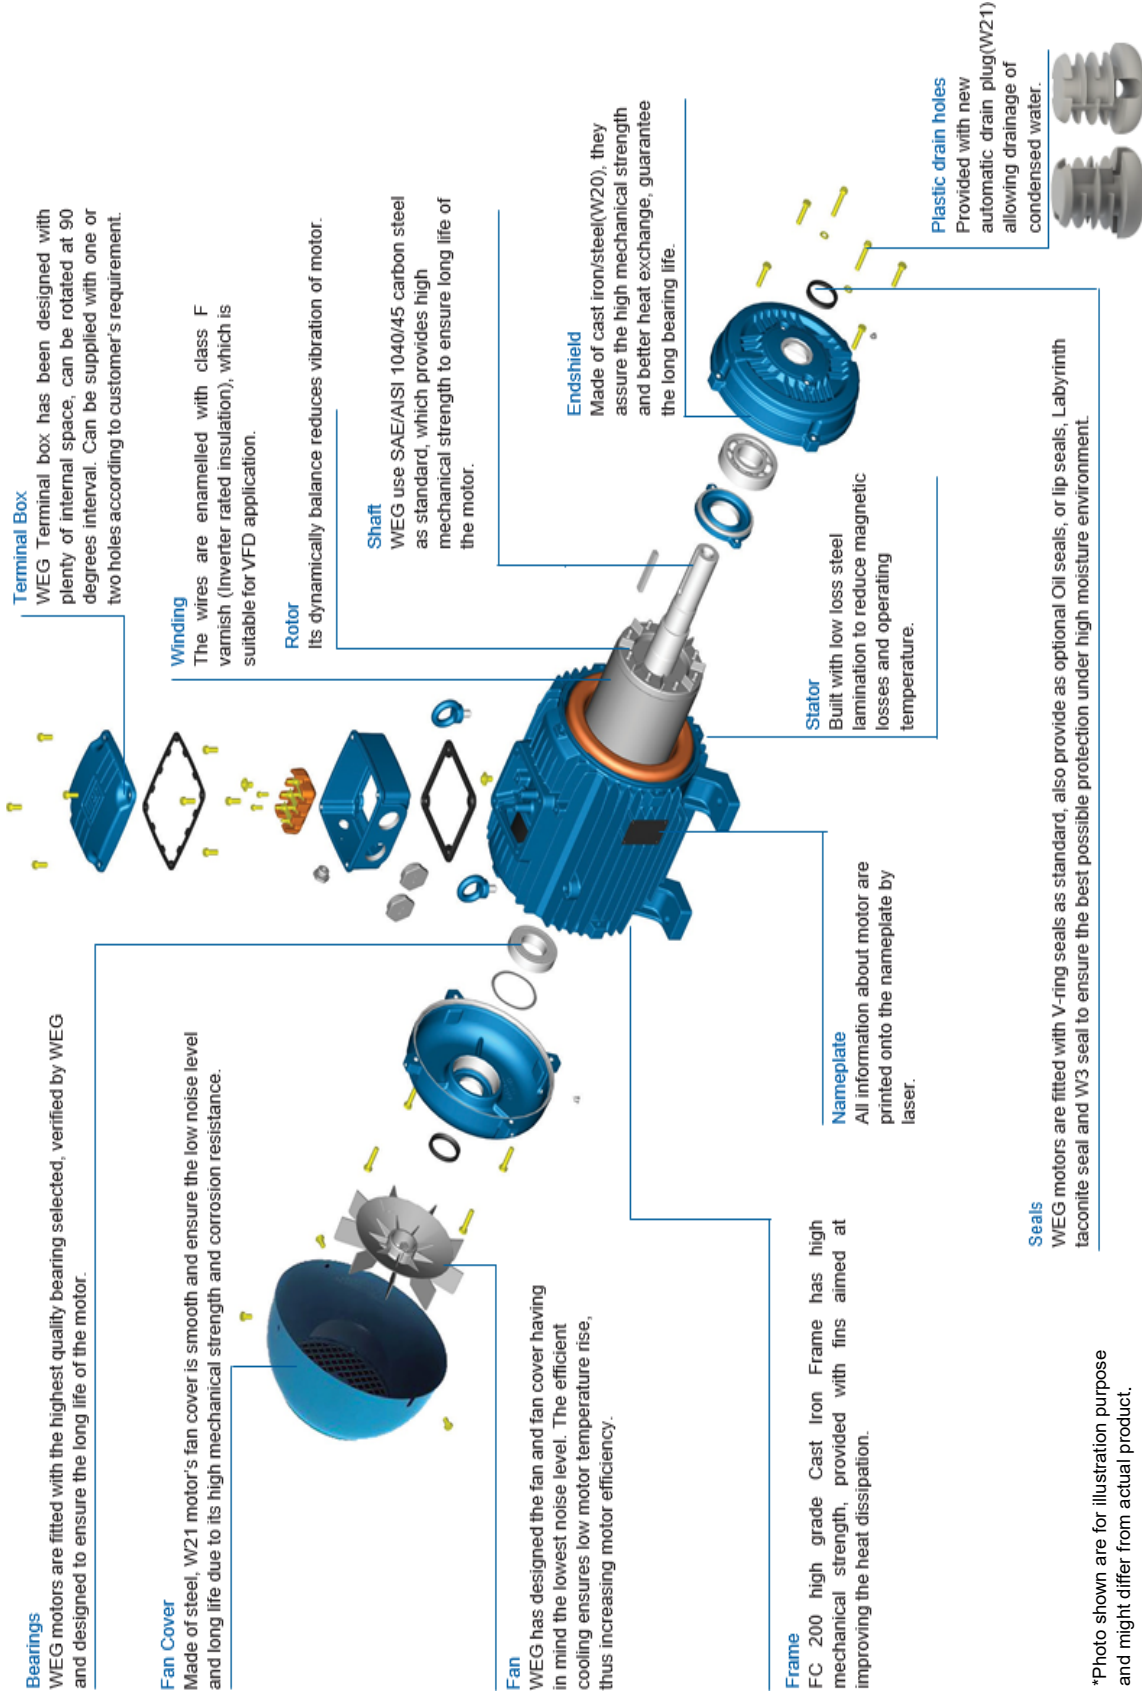 Bearings
WEG motors are fitted with the highest quality bearing selected, verified by WEG
and designed to ensure the long life of the motor.
Terminal Box
WEG Terminal box has been designed with
plenty of internal space, can be rotated at 90
degrees interval. Can be supplied with one or
two holes according to customer's requirement.
Fan Cover
Made of steel, W21 motor's fan cover is smooth and ensure the low noise level
and long life due to its high mechanical strength and corrosion resistance.
Winding
The wires are enamelled with class F
varnish (Inverter rated insulation), which is
suitable for VFD application.
Rotor
Its dynamically balance reduces vibration of motor.
Shaft
WEG use SAE/AISI 1040/45 carbon steel
as standard, which provides high
mechanical strength to ensure long life of
the motor.
Fan
WEG has designed the fan and fan cover having
in mind the lowest noise level. The efficient
cooling ensures low motor temperature rise,
thus increasing motor efficiency.
Endshield
Made of cast iron/steel(W20), they
assure the high mechanical strength
and better heat exchange, guarantee
the long bearing life.
Frame
FC 200 high grade Cast Iron Frame has high
mechanical strength, provided with fins aimed at
improving the heat dissipation.
Nameplate
All information about motor are
printed onto the nameplate by
laser.
Stator
Built with low loss steel
lamination to reduce magnetic
losses and operating
temperature.
Plastic drain holes
Provided with new
automatic drain plug(W21)
allowing drainage of
condensed water.
Seals
WEG motors are fitted with V-ring seals as standard, also provide as optional Oil seals, or lip seals, Labyrinth
taconite seal and W3 seal to ensure the best possible protection under high moisture environment.
*Photo shown are for illustration purpose
and might differ from actual product.